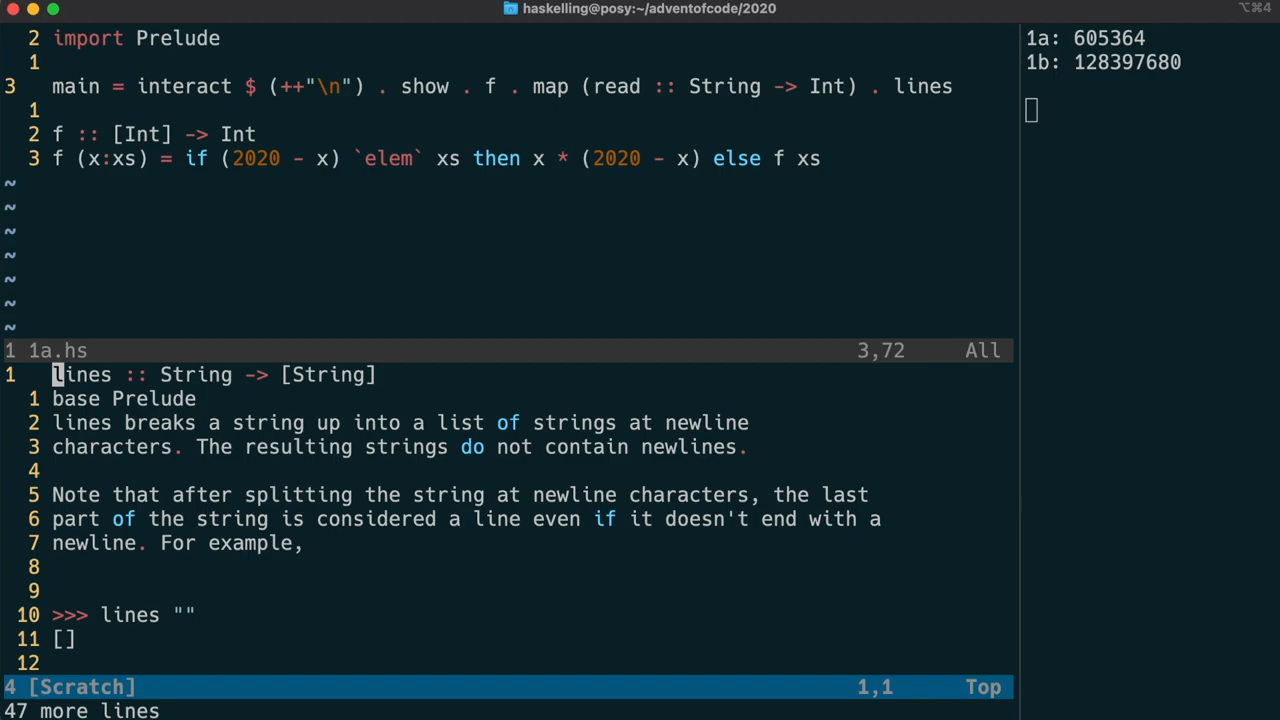 haskelling@posy:~/adventofcode/2020
⌥⌘4
2 import Prelude
1
3 main = interact $ (++"\n") . show . f . map (read :: String -> Int) . lines
1
2 f :: [Int] -> Int
3 f (x:xs) = if (2020 - x) `elem` xs then x * (2020 - x) else f xs
~
~
~
~
~
~
~
1 1a.hs 3,72 All
1 lines :: String -> [String]
1 base Prelude
2 lines breaks a string up into a list of strings at newline
3 characters. The resulting strings do not contain newlines.
4
5 Note that after splitting the string at newline characters, the last
6 part of the string is considered a line even if it doesn't end with a
7 newline. For example,
8
9
10 >>> lines ""
11 []
12
4 [Scratch] 1,1 Top
47 more lines
1a: 605364
1b: 128397680